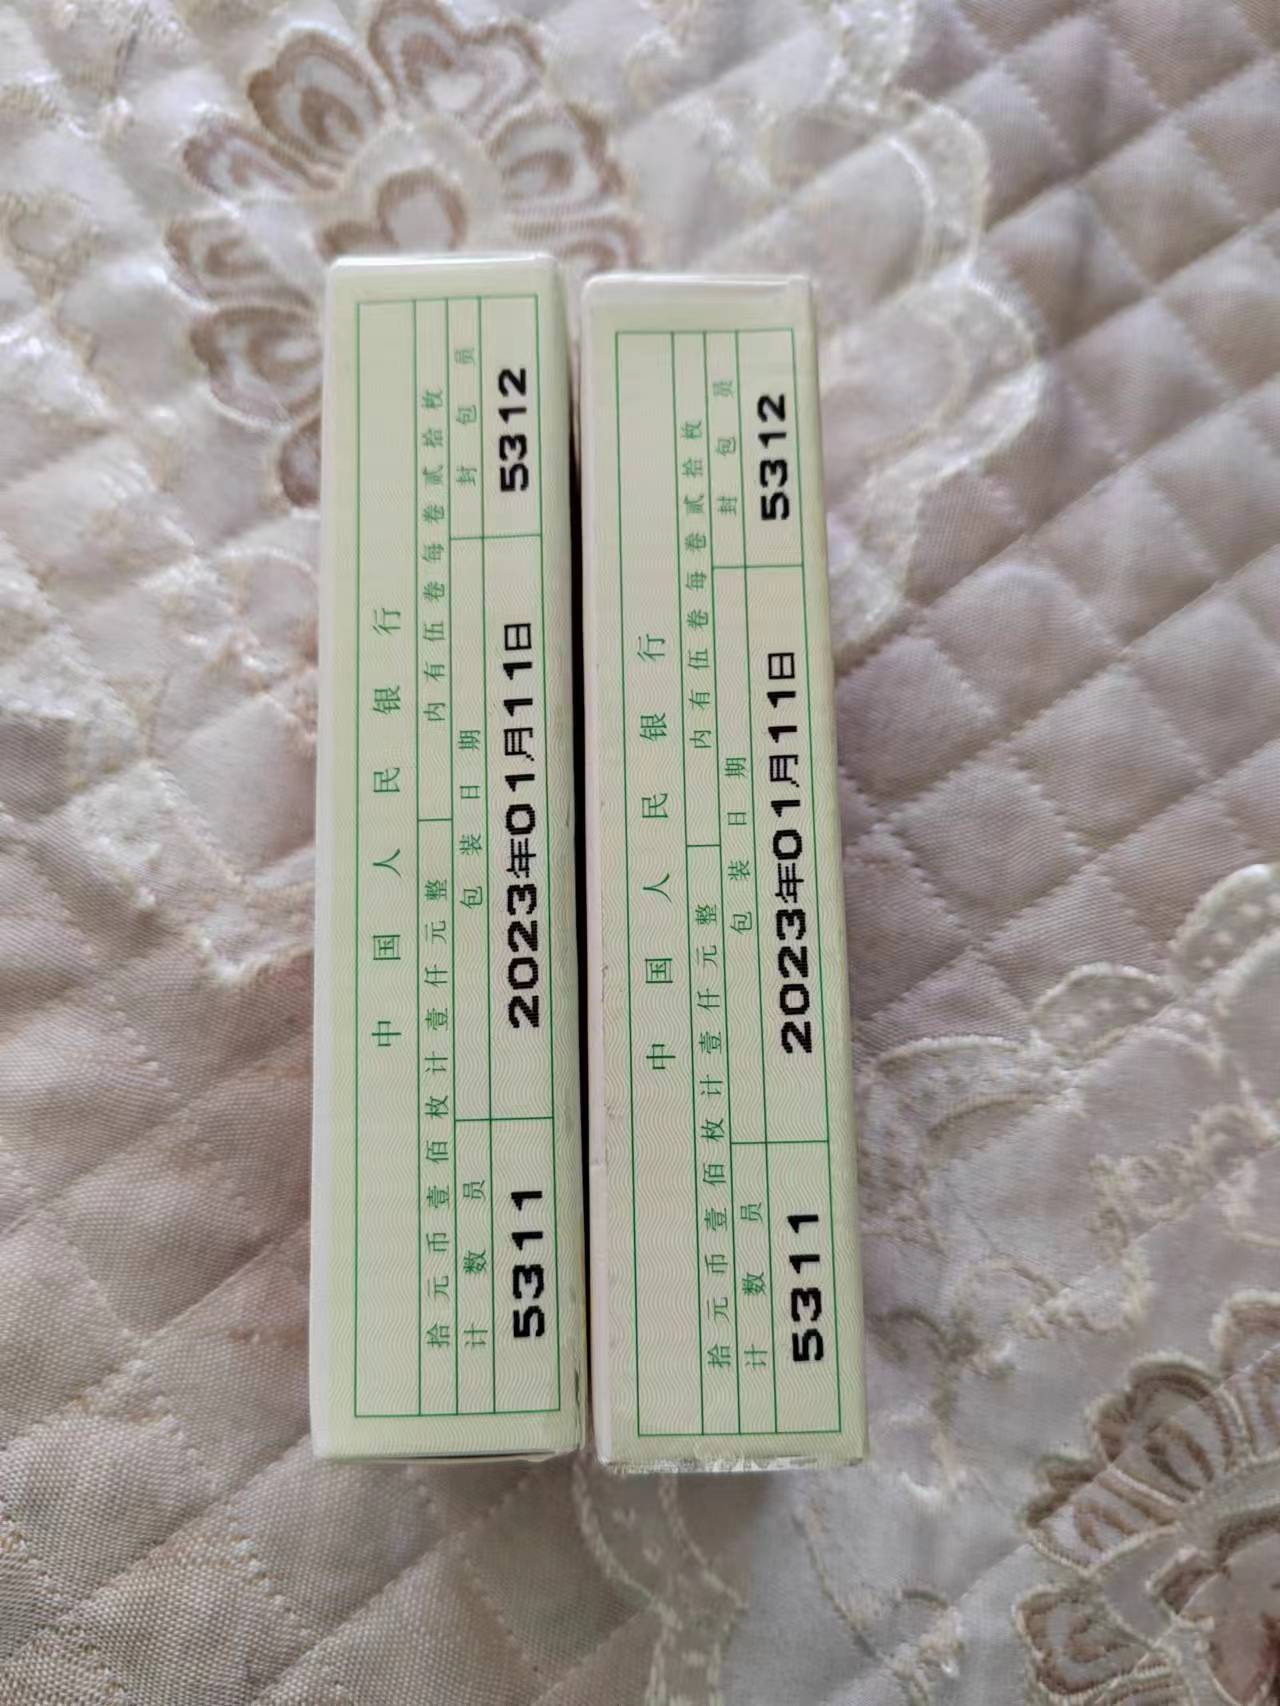 中国人民银行
拾元币壹佰枚计壹仟元整 内有伍卷每卷贰拾枚
计数员 包装日期 封包员
5311 2023年01月11日 5312
中国人民银行
拾元币壹佰枚计壹仟元整 内有伍卷每卷贰拾枚
计数员 包装日期 封包员
5311 2023年01月11日 5312